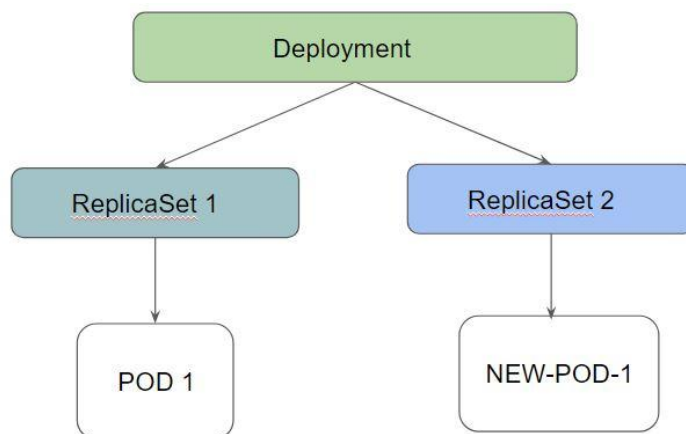 Deployment
ReplicaSet 1
ReplicaSet 2
POD 1
NEW-POD-1